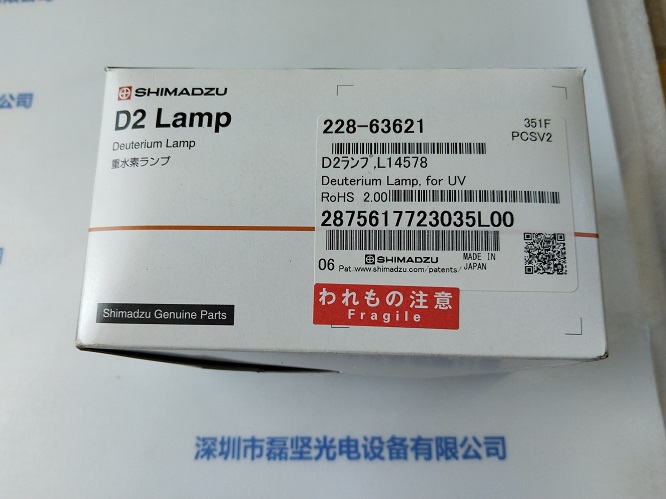 公司
公司
SHIMADZU
D2 Lamp
Deuterium Lamp
重水素ランプ
Shimadzu Genuine Parts
228-63621
351F
PCSV2
D2ランプ,L14578
Deuterium Lamp, for UV
RoHS 2.00
2875617723035L00
06
SHIMADZU
MADE IN
JAPAN
Pat.www.shimadzu.com/patents/
われもの注意
Fragile
深圳市磊坚光电设备有限公司